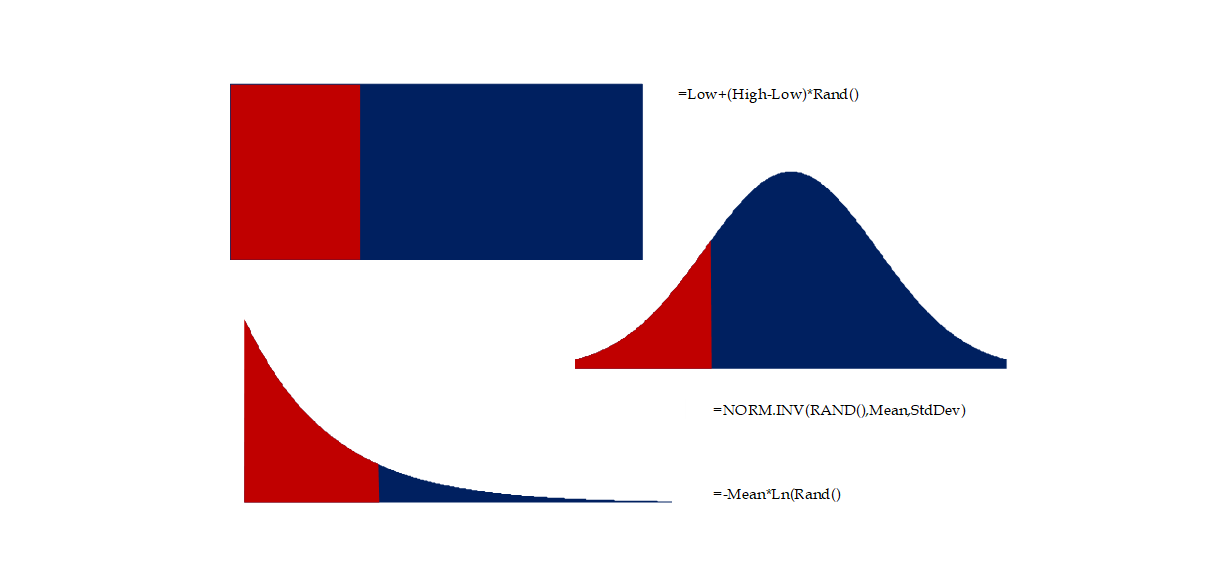 =Low+(High-Low)*Rand()
=NORM.INV(RAND(),Mean,StdDev)
=-Mean*Ln(Rand()